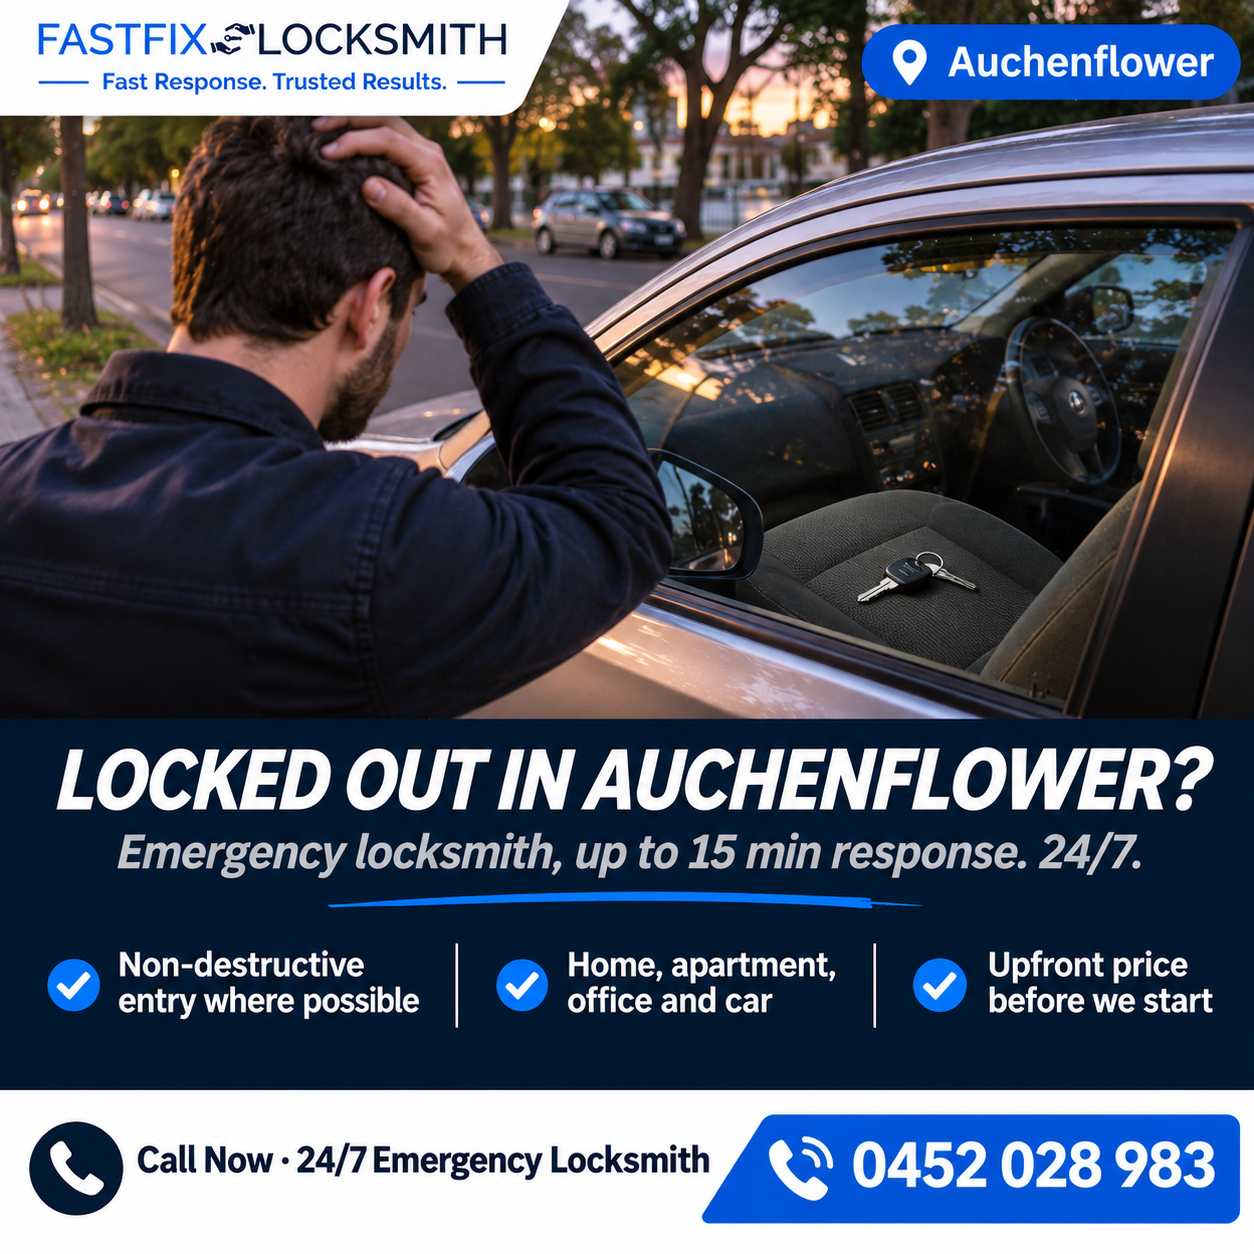 FASTFIX LOCKSMITH
Fast Response. Trusted Results.
Auchenflower
LOCKED OUT IN AUCHENFLOWER?
Emergency locksmith, up to 15 min response. 24/7.
Non-destructive
entry where possible
Home, apartment,
office and car
Upfront price
before we start
Call Now · 24/7 Emergency Locksmith
0452 028 983